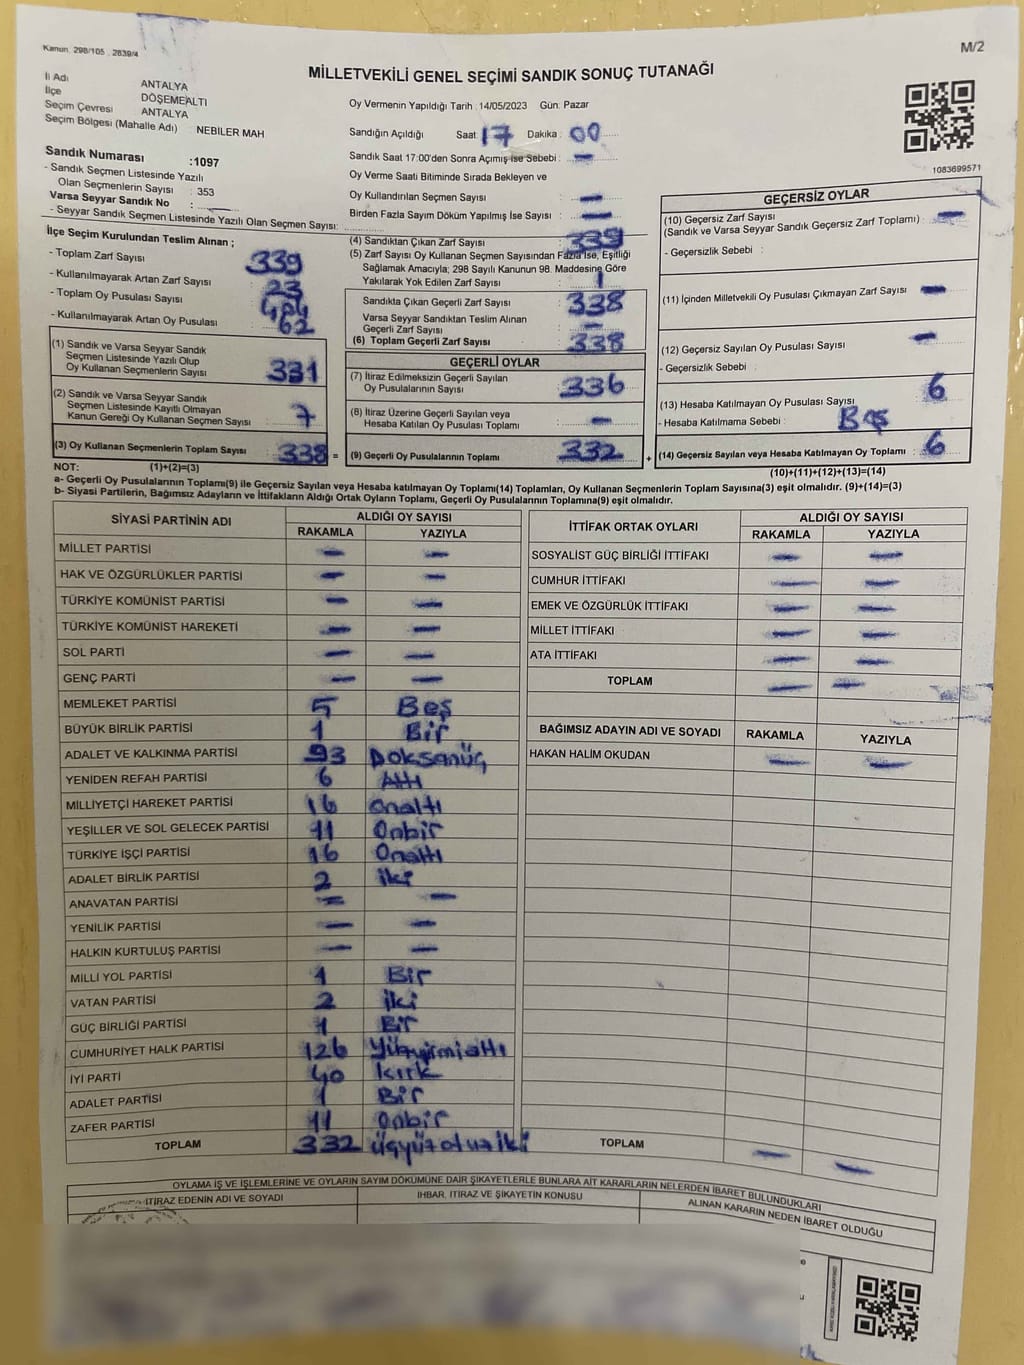 Kanun, 298/105 , 2839/4
M/2
MİLLETVEKİLİ GENEL SEÇİMİ SANDIK SONUÇ TUTANAĞI
İl Adı ANTALYA
İlçe DÖŞEMEALTI
Seçim Çevresi ANTALYA
Seçim Bölgesi (Mahalle Adı) : NEBİLER MAH
Sandık Numarası :1097
- Sandık Seçmen Listesinde Yazılı
Olan Seçmenlerin Sayısı : 353
Varsa Seyyar Sandık No :
- Seyyar Sandık Seçmen Listesinde Yazılı Olan Seçmen Sayısı:
Oy Vermenin Yapıldığı Tarih : 14/05/2023 Gün: Pazar
Sandığın Açıldığı Saat : 17 Dakika : 00
Sandık Saat 17:00'den Sonra Açılmış İse Sebebi : -
Oy Verme Saati Bitiminde Sırada Bekleyen ve
Oy Kullandırılan Seçmen Sayısı : -
Birden Fazla Sayım Döküm Yapılmış İse Sayısı : -
1083699571
İlçe Seçim Kurulundan Teslim Alınan ;
- Toplam Zarf Sayısı : 339
- Kullanılmayarak Artan Zarf Sayısı : 23
- Toplam Oy Pusulası Sayısı : 404
- Kullanılmayarak Artan Oy Pusulası : 62
(1) Sandık ve Varsa Seyyar Sandık
Seçmen Listesinde Yazılı Olup
Oy Kullanan Seçmenlerin Sayısı : 331
(2) Sandık ve Varsa Seyyar Sandık
Seçmen Listesinde Kayıtlı Olmayan
Kanun Gereği Oy Kullanan Seçmen Sayısı : 7
(3) Oy Kullanan Seçmenlerin Toplam Sayısı : 338 =
(4) Sandıktan Çıkan Zarf Sayısı : 339
(5) Zarf Sayısı Oy Kullanan Seçmen Sayısından Fazla İse, Eşitliği
Sağlamak Amacıyla; 298 Sayılı Kanunun 98. Maddesine Göre
Yakılarak Yok Edilen Zarf Sayısı : 1
Sandıkta Çıkan Geçerli Zarf Sayısı : 338
Varsa Seyyar Sandıktan Teslim Alınan
Geçerli Zarf Sayısı : -
(6) Toplam Geçerli Zarf Sayısı : 338
GEÇERLİ OYLAR
(7) İtiraz Edilmeksizin Geçerli Sayılan
Oy Pusulalarının Sayısı : 336
(8) İtiraz Üzerine Geçerli Sayılan veya
Hesaba Katılan Oy Pusulası Toplamı : -
(9) Geçerli Oy Pusulalarının Toplamı : 332 +
GEÇERSİZ OYLAR
(10) Geçersiz Zarf Sayısı : -
(Sandık ve Varsa Seyyar Sandık Geçersiz Zarf Toplamı)
- Geçersizlik Sebebi :
(11) İçinden Milletvekili Oy Pusulası Çıkmayan Zarf Sayısı : -
(12) Geçersiz Sayılan Oy Pusulası Sayısı : -
- Geçersizlik Sebebi :
(13) Hesaba Katılmayan Oy Pusulası Sayısı : 6
- Hesaba Katılmama Sebebi : Boş
(14) Geçersiz Sayılan veya Hesaba Katılmayan Oy Toplamı : 6
NOT: (1)+(2)=(3)
(10)+(11)+(12)+(13)=(14)
a- Geçerli Oy Pusulalarının Toplamı(9) ile Geçersiz Sayılan veya Hesaba katılmayan Oy Toplamı(14) Toplamları, Oy Kullanan Seçmenlerin Toplam Sayısına(3) eşit olmalıdır. (9)+(14)=(3)
b- Siyasi Partilerin, Bağımsız Adayların ve İttifakların Aldığı Ortak Oyların Toplamı, Geçerli Oy Pusulalarının Toplamına(9) eşit olmalıdır.
SİYASİ PARTİNİN ADI ALDIĞI OY SAYISI
RAKAMLA YAZIYLA
MİLLET PARTİSİ - -
HAK VE ÖZGÜRLÜKLER PARTİSİ - -
TÜRKİYE KOMÜNİST PARTİSİ - -
TÜRKİYE KOMÜNİST HAREKETİ - -
SOL PARTİ - -
GENÇ PARTİ - -
MEMLEKET PARTİSİ 5 Beş
BÜYÜK BİRLİK PARTİSİ 1 Bir
ADALET VE KALKINMA PARTİSİ 93 Doksanüç
YENİDEN REFAH PARTİSİ 6 Altı
MİLLİYETÇİ HAREKET PARTİSİ 16 Onaltı
YEŞİLLER VE SOL GELECEK PARTİSİ 11 Onbir
TÜRKİYE İŞÇİ PARTİSİ 16 Onaltı
ADALET BİRLİK PARTİSİ 2 İki
ANAVATAN PARTİSİ - -
YENİLİK PARTİSİ - -
HALKIN KURTULUŞ PARTİSİ - -
MİLLİ YOL PARTİSİ 1 Bir
VATAN PARTİSİ 2 İki
GÜÇ BİRLİĞİ PARTİSİ 1 Bir
CUMHURİYET HALK PARTİSİ 126 Yüzyirmialtı
İYİ PARTİ 40 Kırk
ADALET PARTİSİ 1 Bir
ZAFER PARTİSİ 11 Onbir
TOPLAM 332 üçyüzotuziki
İTTİFAK ORTAK OYLARI ALDIĞI OY SAYISI
RAKAMLA YAZIYLA
SOSYALİST GÜÇ BİRLİĞİ İTTİFAKI - -
CUMHUR İTTİFAKI - -
EMEK VE ÖZGÜRLÜK İTTİFAKI - -
MİLLET İTTİFAKI - -
ATA İTTİFAKI - -
TOPLAM - -
BAĞIMSIZ ADAYIN ADI VE SOYADI RAKAMLA YAZIYLA
HAKAN HALİM OKUDAN - -
TOPLAM - -
OYLAMA İŞ VE İŞLEMLERİNE VE OYLARIN SAYIM DÖKÜMÜNE DAİR ŞİKAYETLERLE BUNLARA AİT KARARLARIN NELERDEN İBARET BULUNDUKLARI
İTİRAZ EDENİN ADI VE SOYADI İHBAR, İTİRAZ VE ŞİKAYETİN KONUSU ALINAN KARARIN NEDEN İBARET OLDUĞU